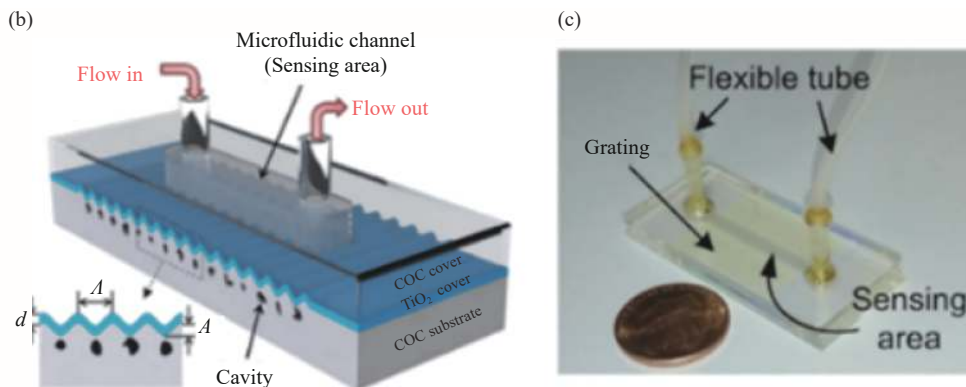 (b)
Microfluidic channel
(Sensing area)
Flow in
Flow out
COC cover
TiO₂ cover
COC substrate
Λ
d
A
Cavity
(c)
Flexible tube
Grating
Sensing
area